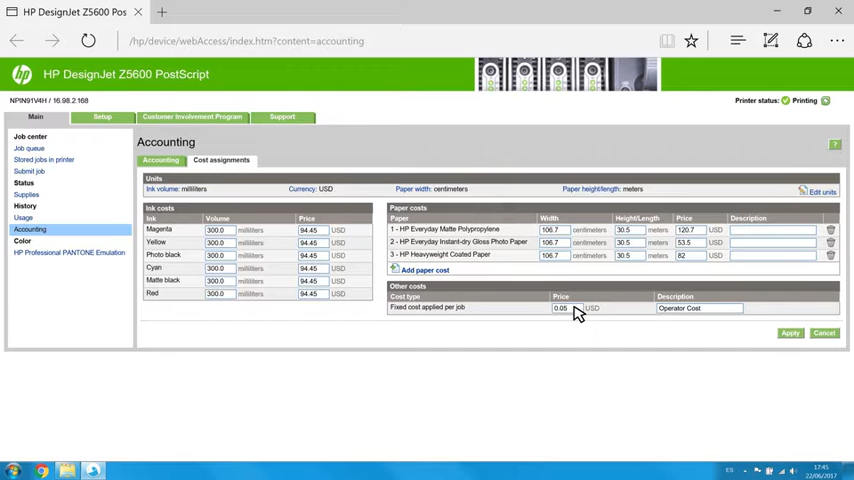 HP DesignJet Z5600 Pos
/hp/device/webAccess/index.htm?content=accounting
hp HP DesignJet Z5600 PostScript
NPIN91V4H / 16.98.2.168 Printer status: Printing
Main Setup Customer Involvement Program Support
Job center
Job queue
Stored jobs in printer
Submit job
Status
Supplies
History
Usage
Accounting
Color
HP Professional PANTONE Emulation
Accounting ?
Accounting Cost assignments
Units
Ink volume: milliliters Currency: USD Paper width: centimeters Paper height/length: meters Edit units
Ink costs
Ink Volume Price
Magenta 300.0 milliliters 94.45 USD
Yellow 300.0 milliliters 94.45 USD
Photo black 300.0 milliliters 94.45 USD
Cyan 300.0 milliliters 94.45 USD
Matte black 300.0 milliliters 94.45 USD
Red 300.0 milliliters 94.45 USD
Paper costs
Paper Width Height/Length Price Description
1 - HP Everyday Matte Polypropylene 106.7 centimeters 30.5 meters 120.7 USD
2 - HP Everyday Instant-dry Gloss Photo Paper 106.7 centimeters 30.5 meters 53.5 USD
3 - HP Heavyweight Coated Paper 106.7 centimeters 30.5 meters 82 USD
Add paper cost
Other costs
Cost type Price Description
Fixed cost applied per job 0.05 USD Operator Cost
Apply Cancel
ES 17:45
22/06/2017